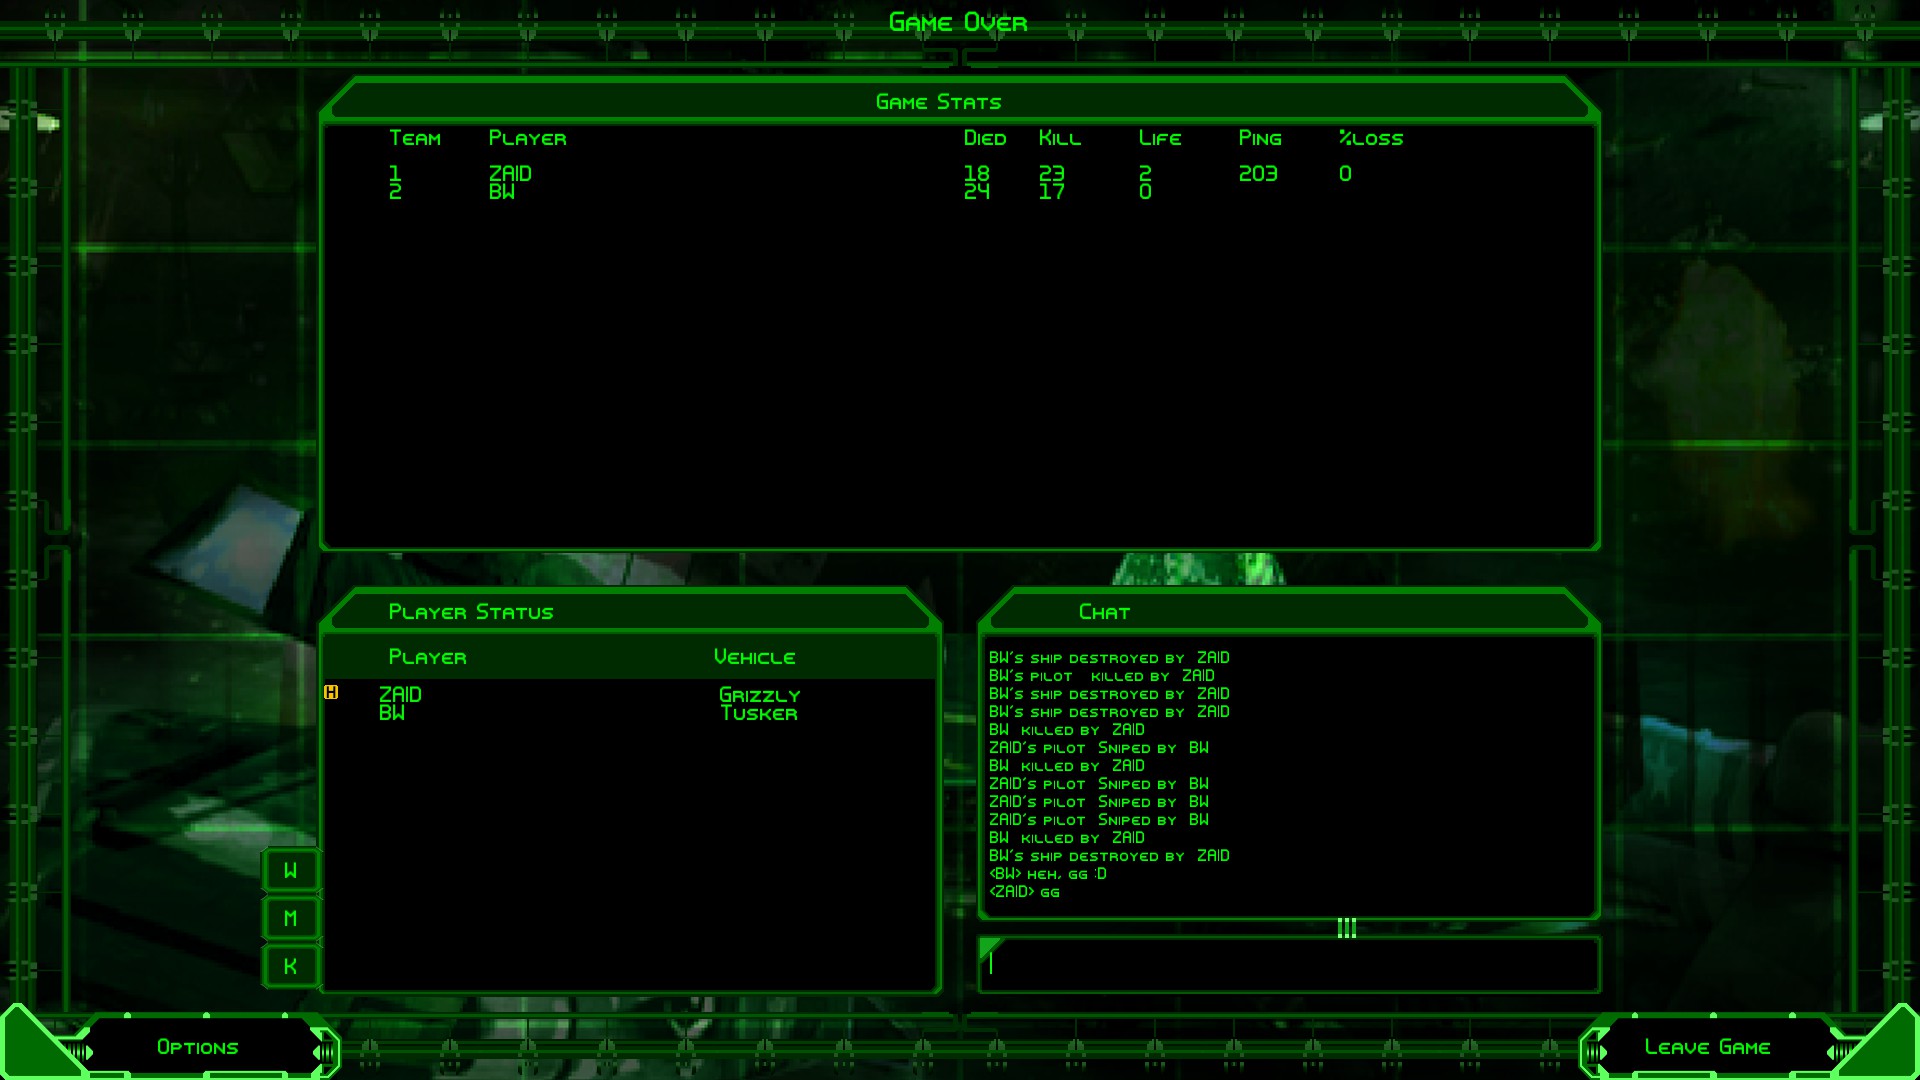 Game Over
Game Stats
Team Player Died Kill Life Ping %Loss
1 ZAID 18 23 2 203 0
2 BW 24 17 0
Player Status
Player Vehicle
H ZAID Grizzly
BW Tusker
W
M
K
Chat
BW's ship destroyed by ZAID
BW's pilot killed by ZAID
BW's ship destroyed by ZAID
BW's ship destroyed by ZAID
BW killed by ZAID
ZAID's pilot Sniped by BW
BW killed by ZAID
ZAID's pilot Sniped by BW
ZAID's pilot Sniped by BW
ZAID's pilot Sniped by BW
BW killed by ZAID
BW's ship destroyed by ZAID
<BW> heh, gg :D
<ZAID> gg
Options
Leave Game